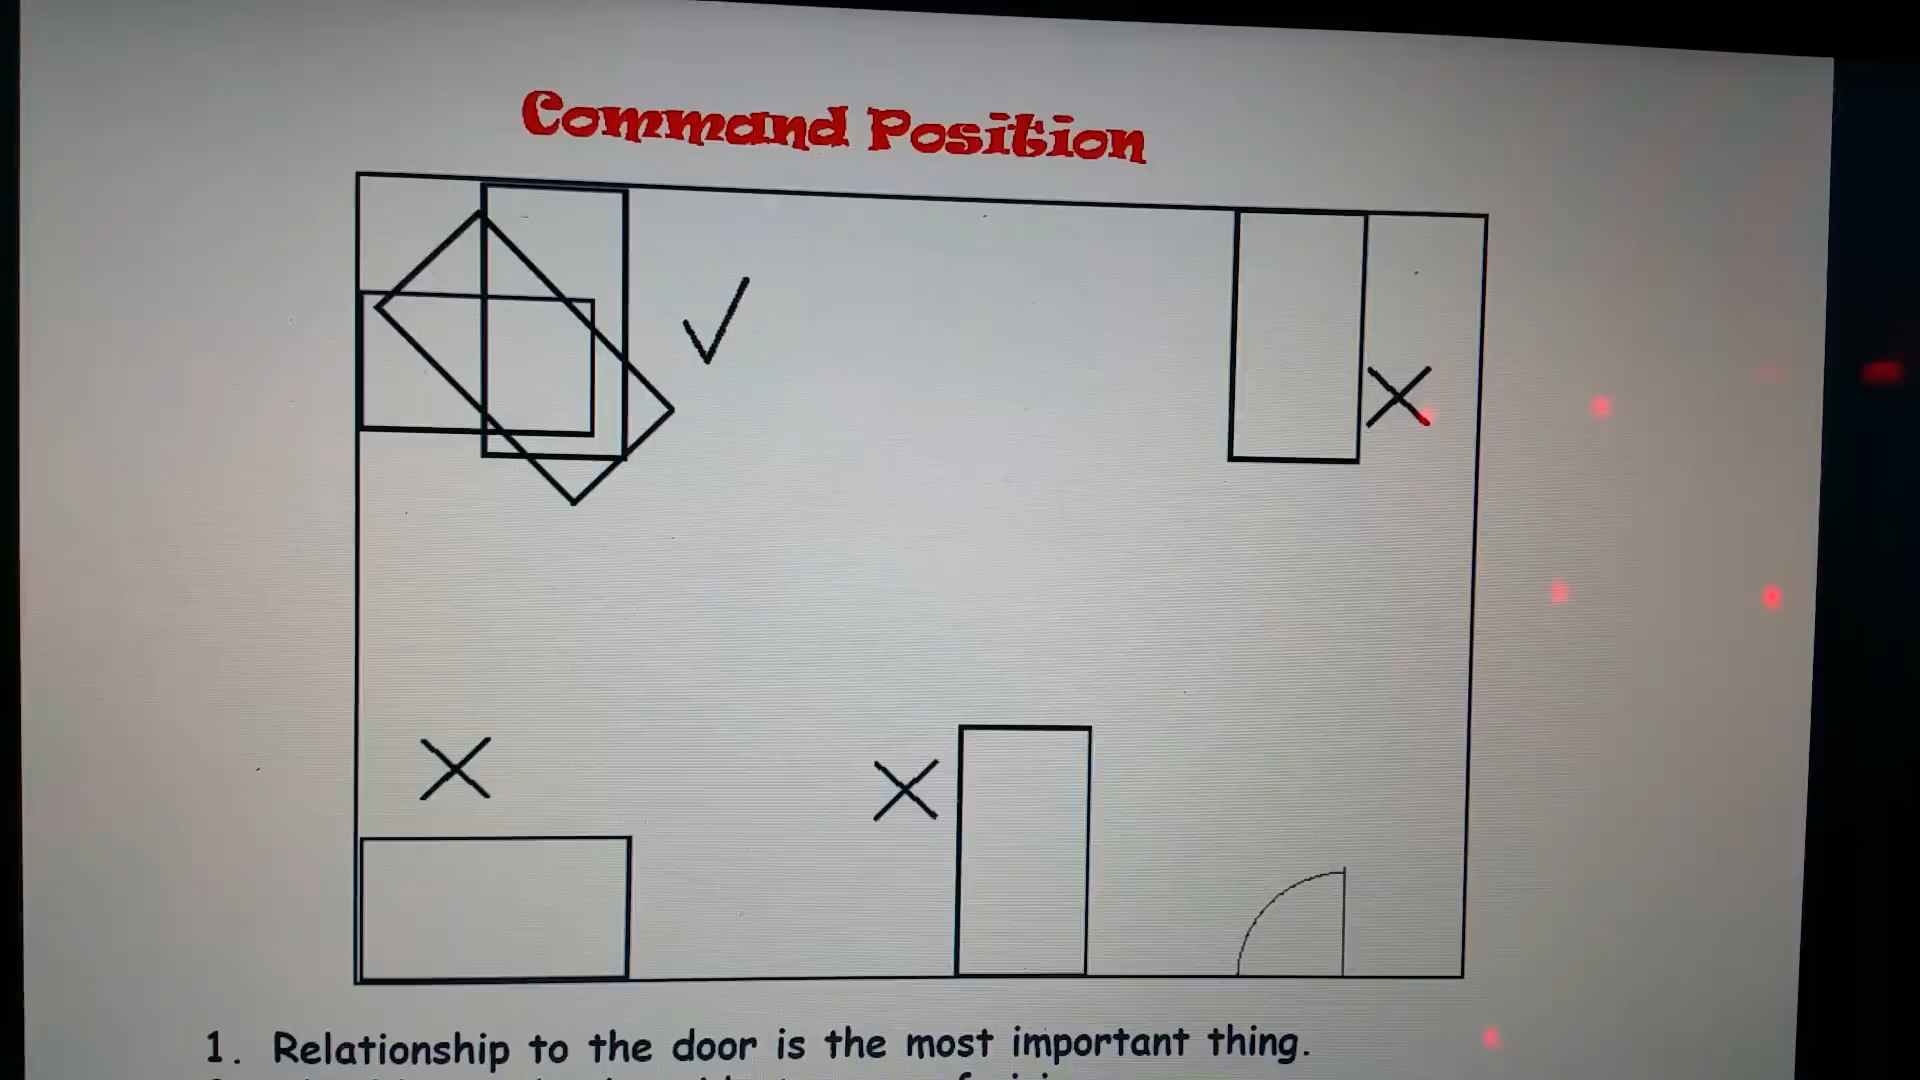 Command Position
1. Relationship to the door is the most important thing.